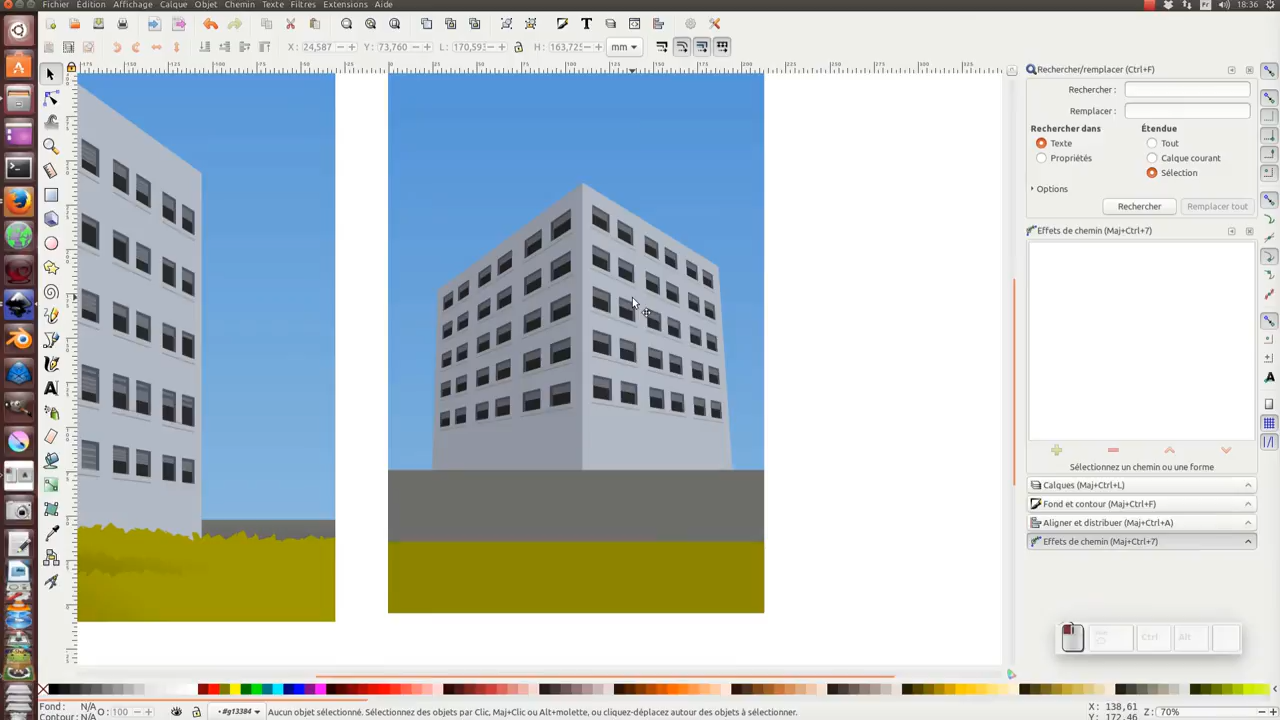 Fichier Édition Affichage Calque Objet Chemin Texte Filtres Extensions Aide
Fr 18:36
X: 24,587 Y: 73,760 L: 170,593 H: 163,725 mm
Rechercher/remplacer (Ctrl+F)
Rechercher :
Remplacer :
Rechercher dans Étendue
Texte Tout
Propriétés Calque courant
Sélection
Options
Rechercher Remplacer tout
Effets de chemin (Maj+Ctrl+7)
Sélectionnez un chemin ou une forme
Calques (Maj+Ctrl+L)
Fond et contour (Maj+Ctrl+F)
Aligner et distribuer (Maj+Ctrl+A)
Effets de chemin (Maj+Ctrl+7)
Ctrl Alt
Fond : N/A
Contour: N/A
O: 100
#g13384
Aucun objet sélectionné. Sélectionnez des objets par Clic, Maj+Clic ou Alt+molette, ou cliquez-déplacez autour des objets à sélectionner.
X: 138,61
Y: 172,46
Z: 70%